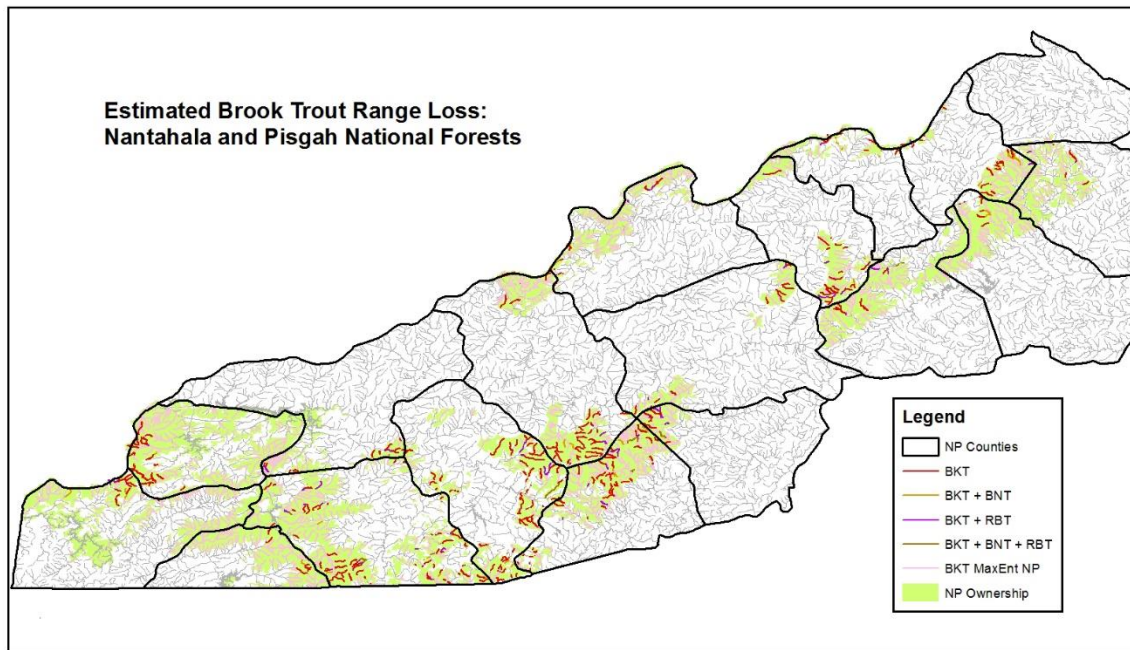 Estimated Brook Trout Range Loss:
Nantahala and Pisgah National Forests
Legend
NP Counties
BKT
BKT + BNT
BKT + RBT
BKT + BNT + RBT
BKT MaxEnt NP
NP Ownership